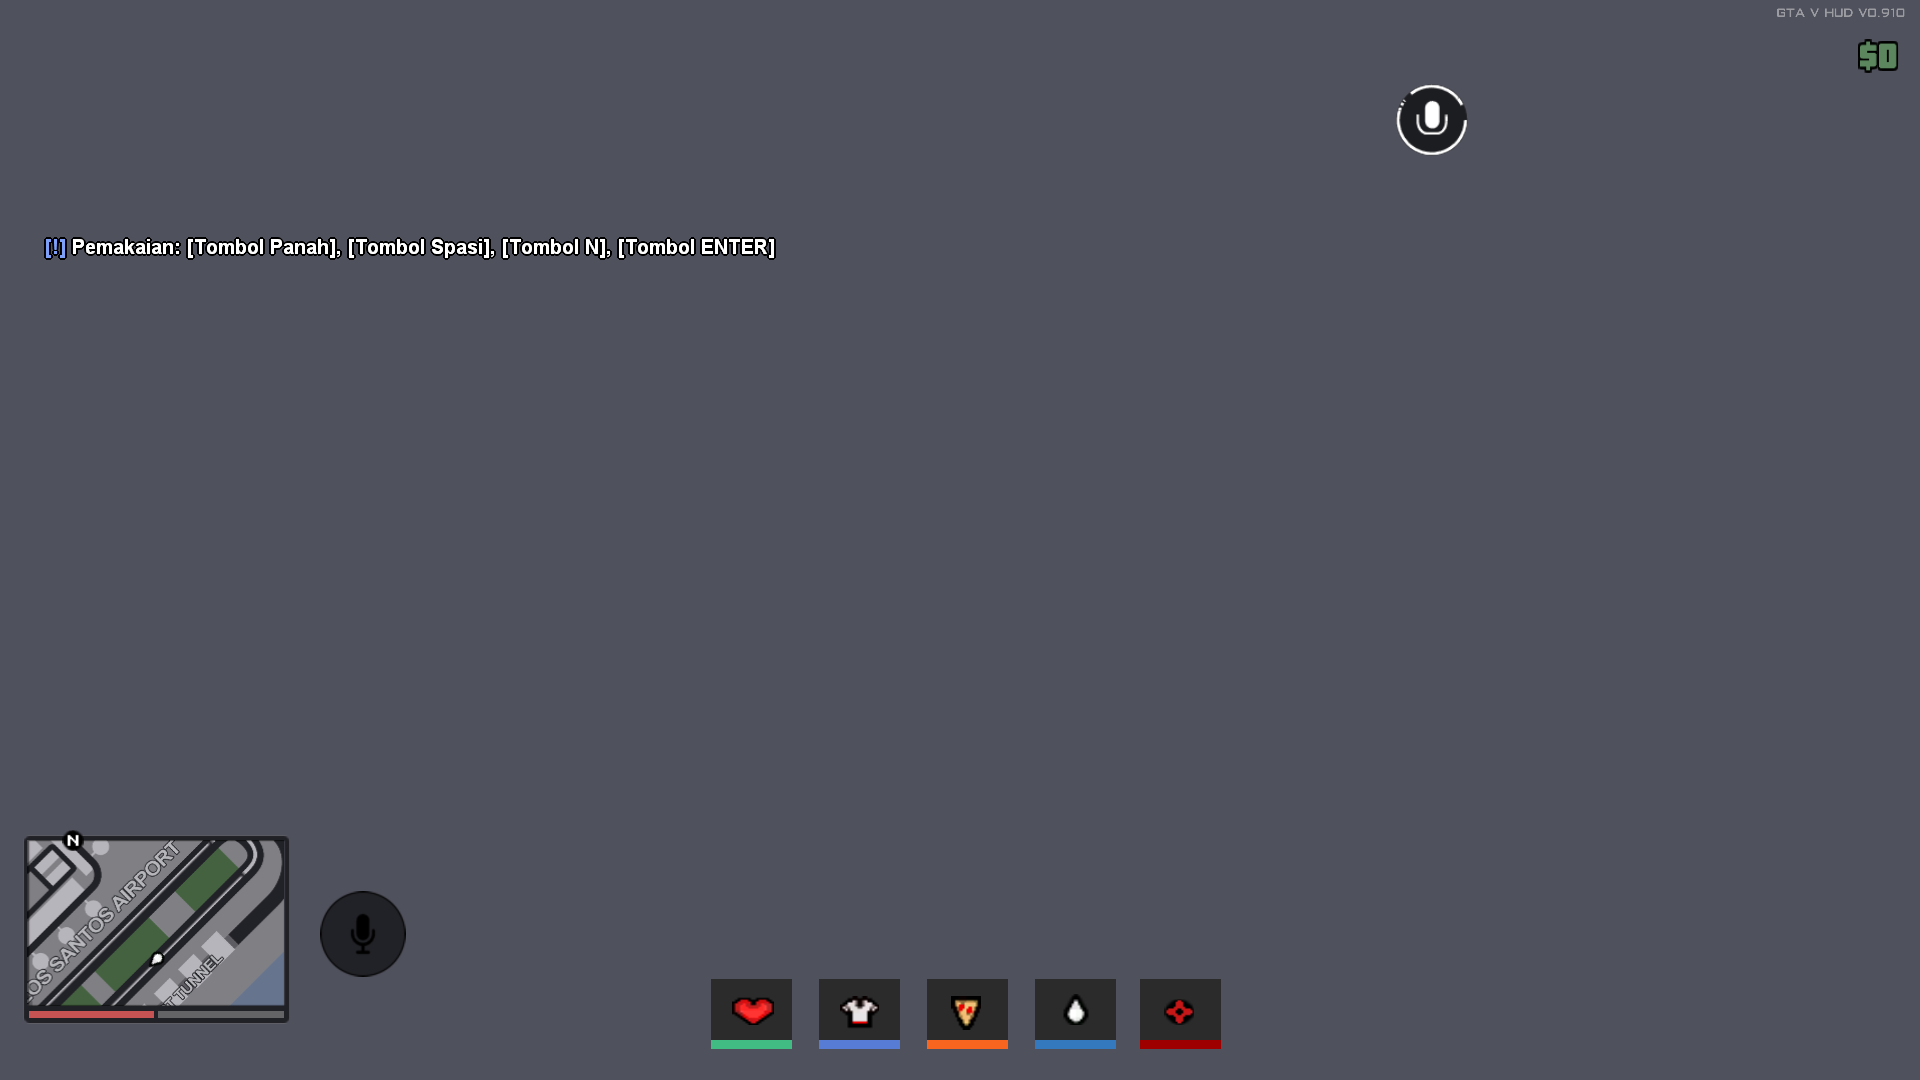 GTA V HUD V0.910
$0
[!] Pemakaian: [Tombol Panah], [Tombol Spasi], [Tombol N], [Tombol ENTER]
N
OS SANTOS AIRPORT
T TUNNEL